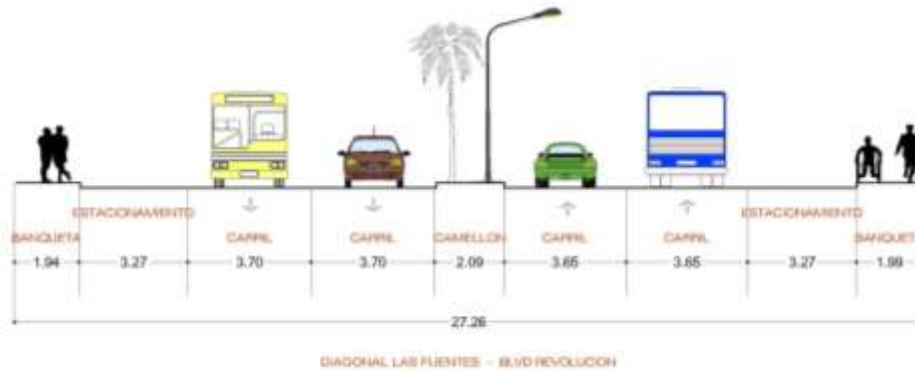 ESTACIONAMIENTO ESTACIONAMIENTO
BANQUETA CARRIL CARRIL CAMELLON CARRIL CARRIL BANQUETA
1.94 3.27 3.70 3.70 2.09 3.65 3.65 3.27 1.99
27.26
DIAGONAL LAS FUENTES - BLVD REVOLUCION